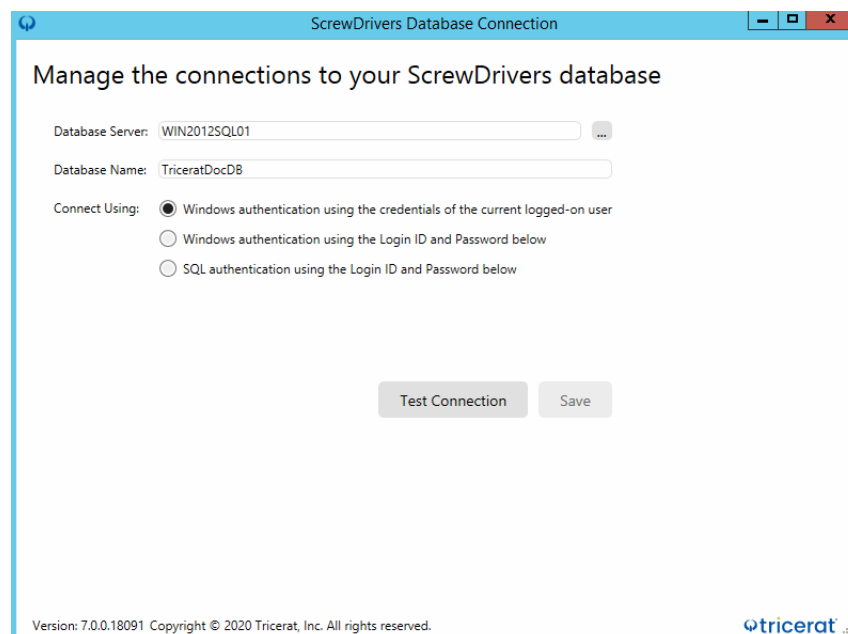 ScrewDrivers Database Connection
Manage the connections to your ScrewDrivers database
Database Server: WIN2012SQL01 ...
Database Name: TriceratDocDB
Connect Using: Windows authentication using the credentials of the current logged-on user
Windows authentication using the Login ID and Password below
SQL authentication using the Login ID and Password below
Test Connection Save
Version: 7.0.0.18091 Copyright © 2020 Tricerat, Inc. All rights reserved. tricerat